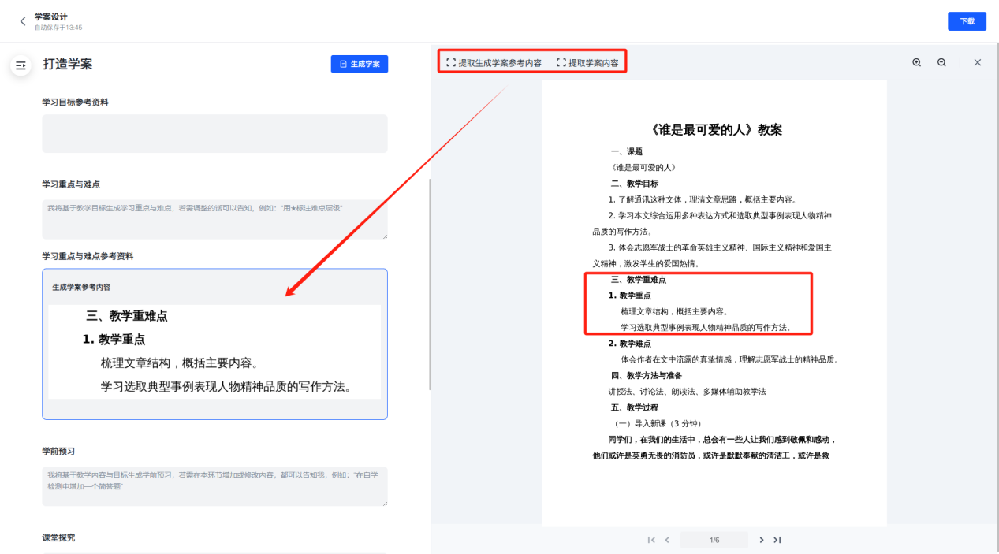 学案设计
自动保存于13:45
下载
打造学案
生成学案
学习目标参考资料
学习重点与难点
我将基于教学目标生成学习重点与难点，若需调整的话可以告知，例如：“用★标注难点层级”
学习重点与难点参考资料
生成学案参考内容
三、教学重难点
1. 教学重点
梳理文章结构，概括主要内容。
学习选取典型事例表现人物精神品质的写作方法。
学前预习
我将基于教学内容与目标生成学前预习，若需在本环节增加或修改内容，都可以告知我，例如：“在自学
检测中增加一个简答题”
课堂探究
提取生成学案参考内容
提取学案内容
《谁是最可爱的人》教案
一、课题
《谁是最可爱的人》
二、教学目标
1. 了解通讯这种文体，理清文章思路，概括主要内容。
2. 学习本文综合运用多种表达方式和选取典型事例表现人物精神
品质的写作方法。
3. 体会志愿军战士的革命英雄主义精神、国际主义精神和爱国主
义精神，激发学生的爱国热情。
三、教学重难点
1. 教学重点
梳理文章结构，概括主要内容。
学习选取典型事例表现人物精神品质的写作方法。
2. 教学难点
体会作者在文中流露的真挚情感，理解志愿军战士的精神品质。
四、教学方法与准备
讲授法、讨论法、朗读法、多媒体辅助教学法
五、教学过程
（一）导入新课（3 分钟）
同学们，在我们的生活中，总会有一些人让我们感到敬佩和感动，
他们或许是英勇无畏的消防员，或许是默默奉献的清洁工，或许是救
1/6